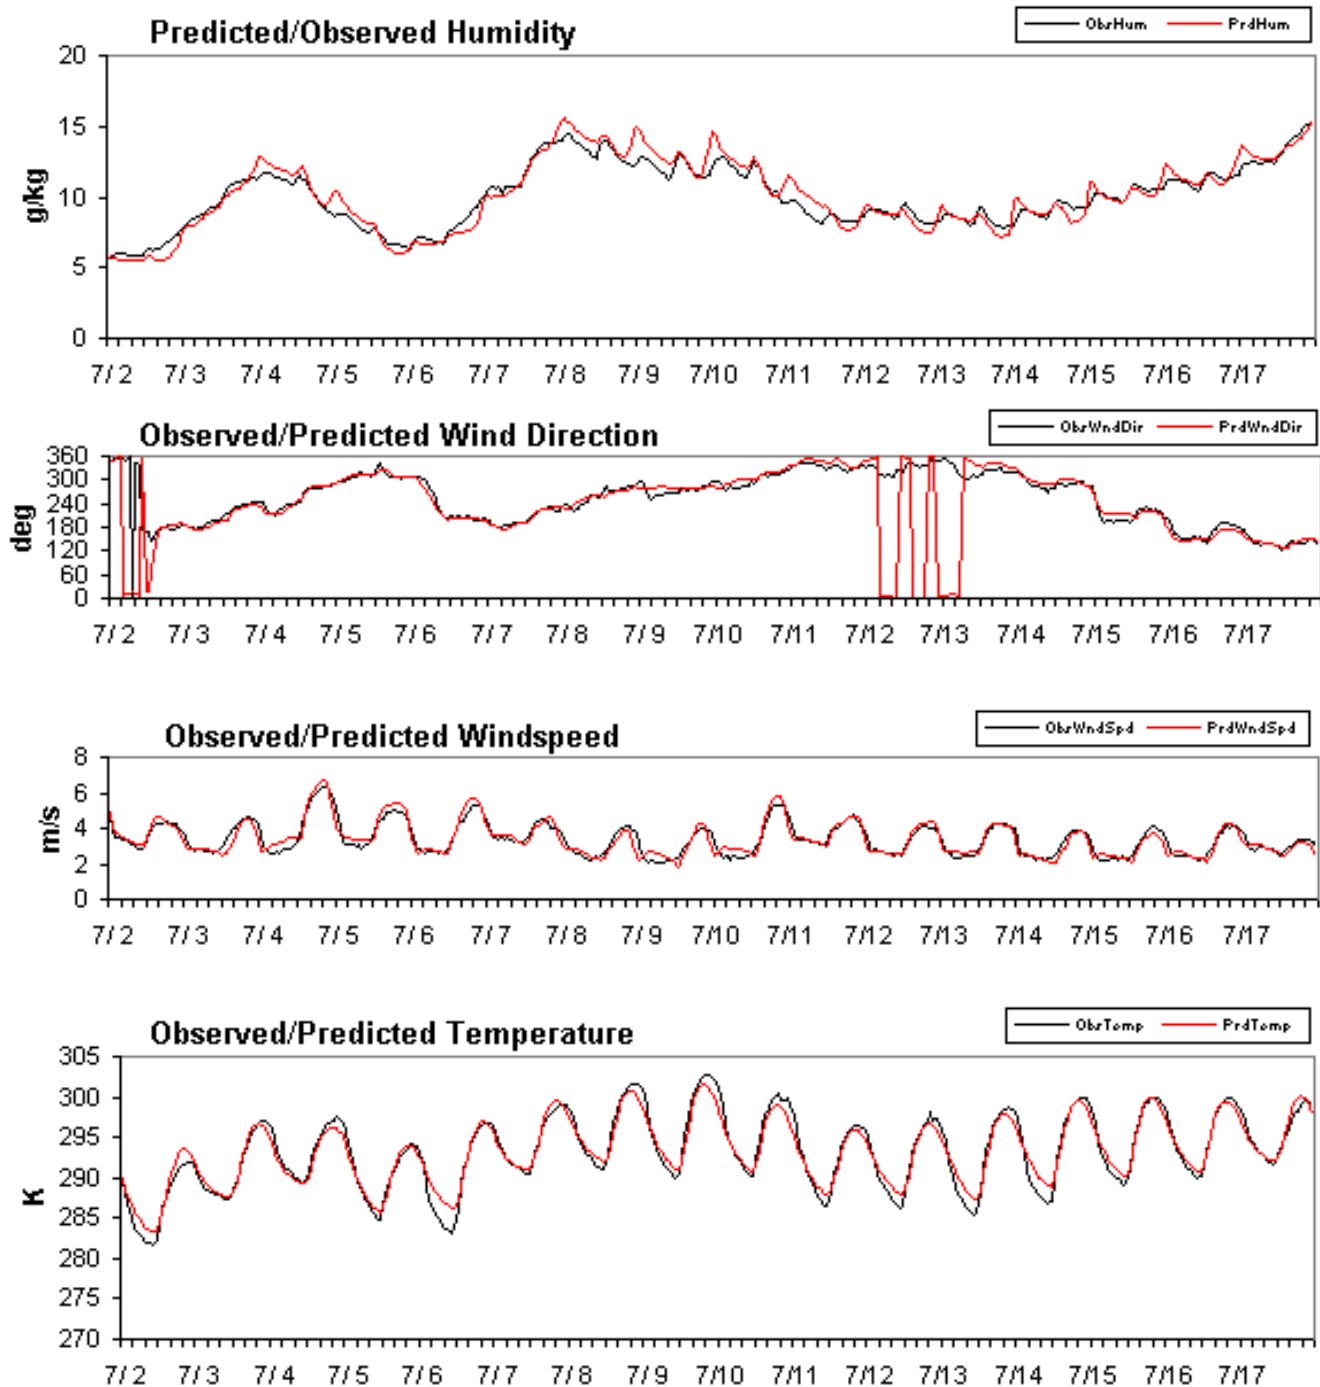 Predicted/Observed Humidity
ObsHum PrdHum
20
15
10
5
0
g/kg
7/ 2 7/ 3 7/ 4 7/ 5 7/ 6 7/ 7 7/ 8 7/ 9 7/10 7/11 7/12 7/13 7/14 7/15 7/16 7/17
Observed/Predicted Wind Direction
ObsWndDir PrdWndDir
360
300
240
180
120
60
0
deg
7/ 2 7/ 3 7/ 4 7/ 5 7/ 6 7/ 7 7/ 8 7/ 9 7/10 7/11 7/12 7/13 7/14 7/15 7/16 7/17
Observed/Predicted Windspeed
ObsWndSpd PrdWndSpd
8
6
4
2
0
m/s
7/ 2 7/ 3 7/ 4 7/ 5 7/ 6 7/ 7 7/ 8 7/ 9 7/10 7/11 7/12 7/13 7/14 7/15 7/16 7/17
Observed/Predicted Temperature
ObsTemp PrdTemp
305
300
295
290
285
280
275
270
K
7/ 2 7/ 3 7/ 4 7/ 5 7/ 6 7/ 7 7/ 8 7/ 9 7/10 7/11 7/12 7/13 7/14 7/15 7/16 7/17